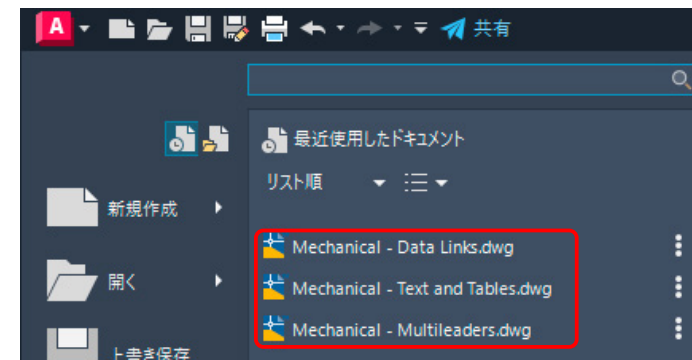 A
共有
最近使用したドキュメント
リスト順
新規作成
Mechanical - Data Links.dwg
開く
Mechanical - Text and Tables.dwg
Mechanical - Multileaders.dwg
上書き保存